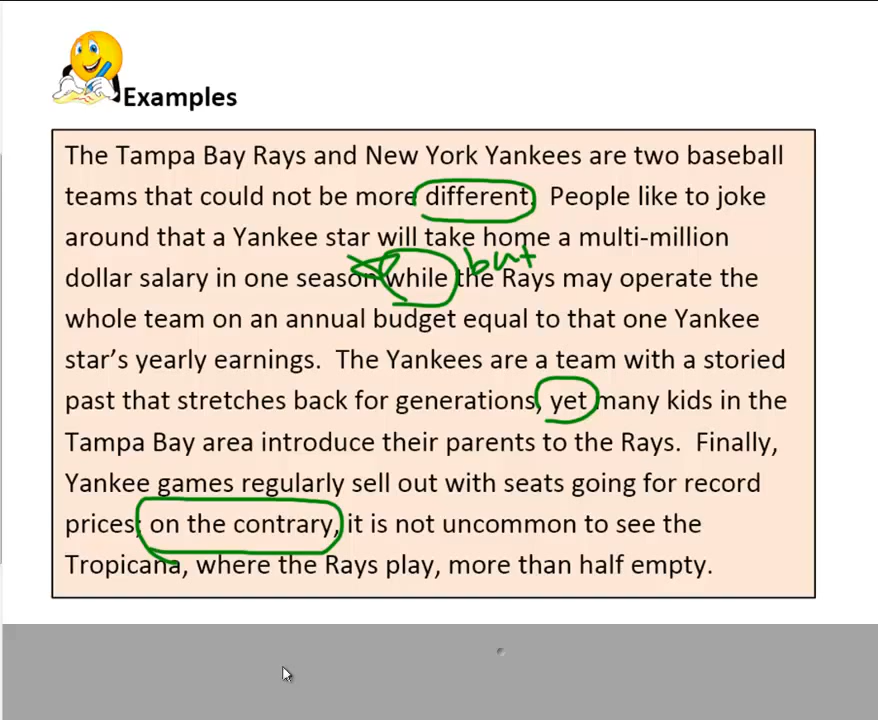 Examples
The Tampa Bay Rays and New York Yankees are two baseball
teams that could not be more different. People like to joke
around that a Yankee star will take home a multi-million
but
dollar salary in one season while the Rays may operate the
whole team on an annual budget equal to that one Yankee
star's yearly earnings. The Yankees are a team with a storied
past that stretches back for generations, yet many kids in the
Tampa Bay area introduce their parents to the Rays. Finally,
Yankee games regularly sell out with seats going for record
prices; on the contrary, it is not uncommon to see the
Tropicana, where the Rays play, more than half empty.